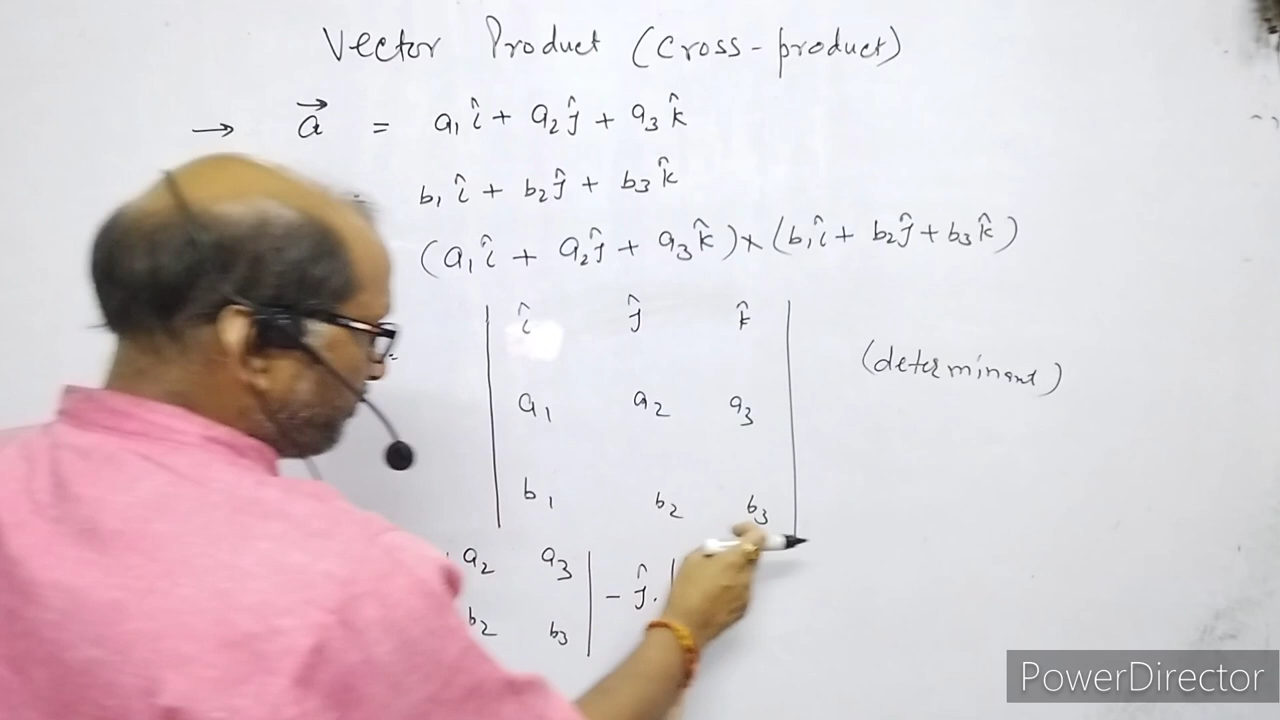 Vector Product (Cross-product)
→ a⃗ = a₁î + a₂ĵ + a₃k̂
b₁î + b₂ĵ + b₃k̂
(a₁î + a₂ĵ + a₃k̂) × (b₁î + b₂ĵ + b₃k̂)
| î ĵ k̂ |
a₁ a₂ a₃ (determinant)
b₁ b₂ b₃
a₂ a₃ | - ĵ. |
b₂ b₃
PowerDirector